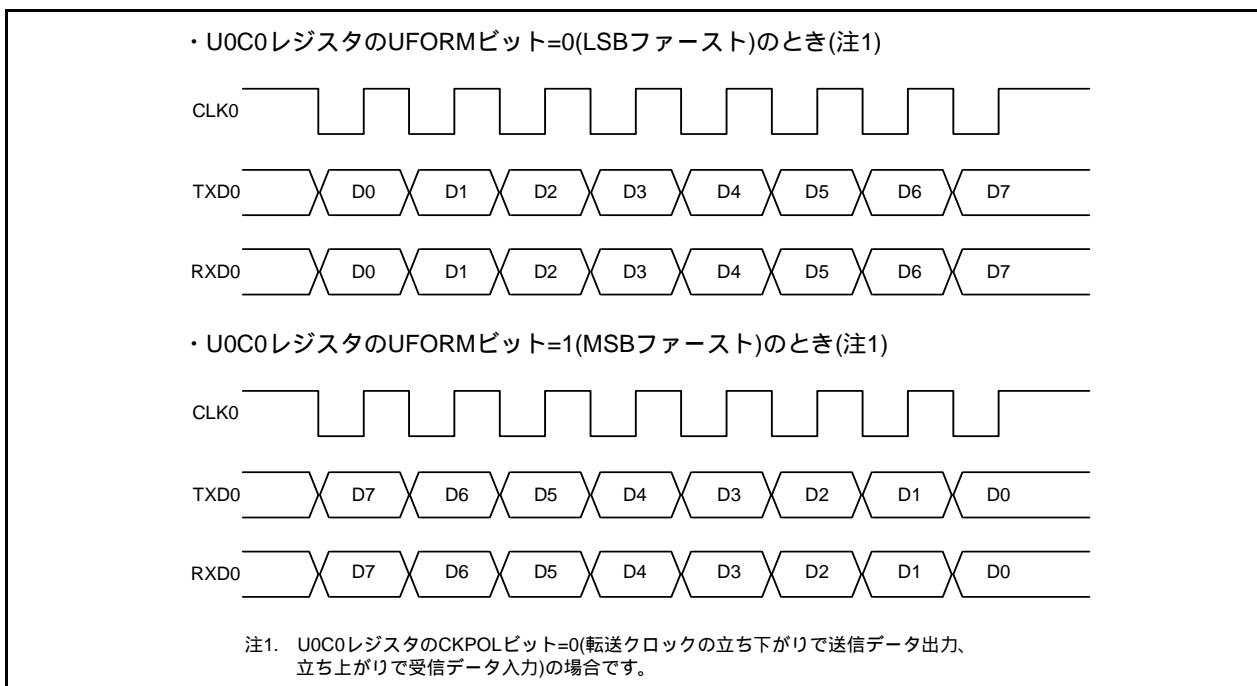 ・U0C0レジスタのUFORMビット=0(LSBファースト)のとき(注1)
CLK0
TXD0 D0 D1 D2 D3 D4 D5 D6 D7
RXD0 D0 D1 D2 D3 D4 D5 D6 D7
・U0C0レジスタのUFORMビット=1(MSBファースト)のとき(注1)
CLK0
TXD0 D7 D6 D5 D4 D3 D2 D1 D0
RXD0 D7 D6 D5 D4 D3 D2 D1 D0
注1. U0C0レジスタのCKPOLビット=0(転送クロックの立ち下がりで送信データ出力、
立ち上がりで受信データ入力)の場合です。